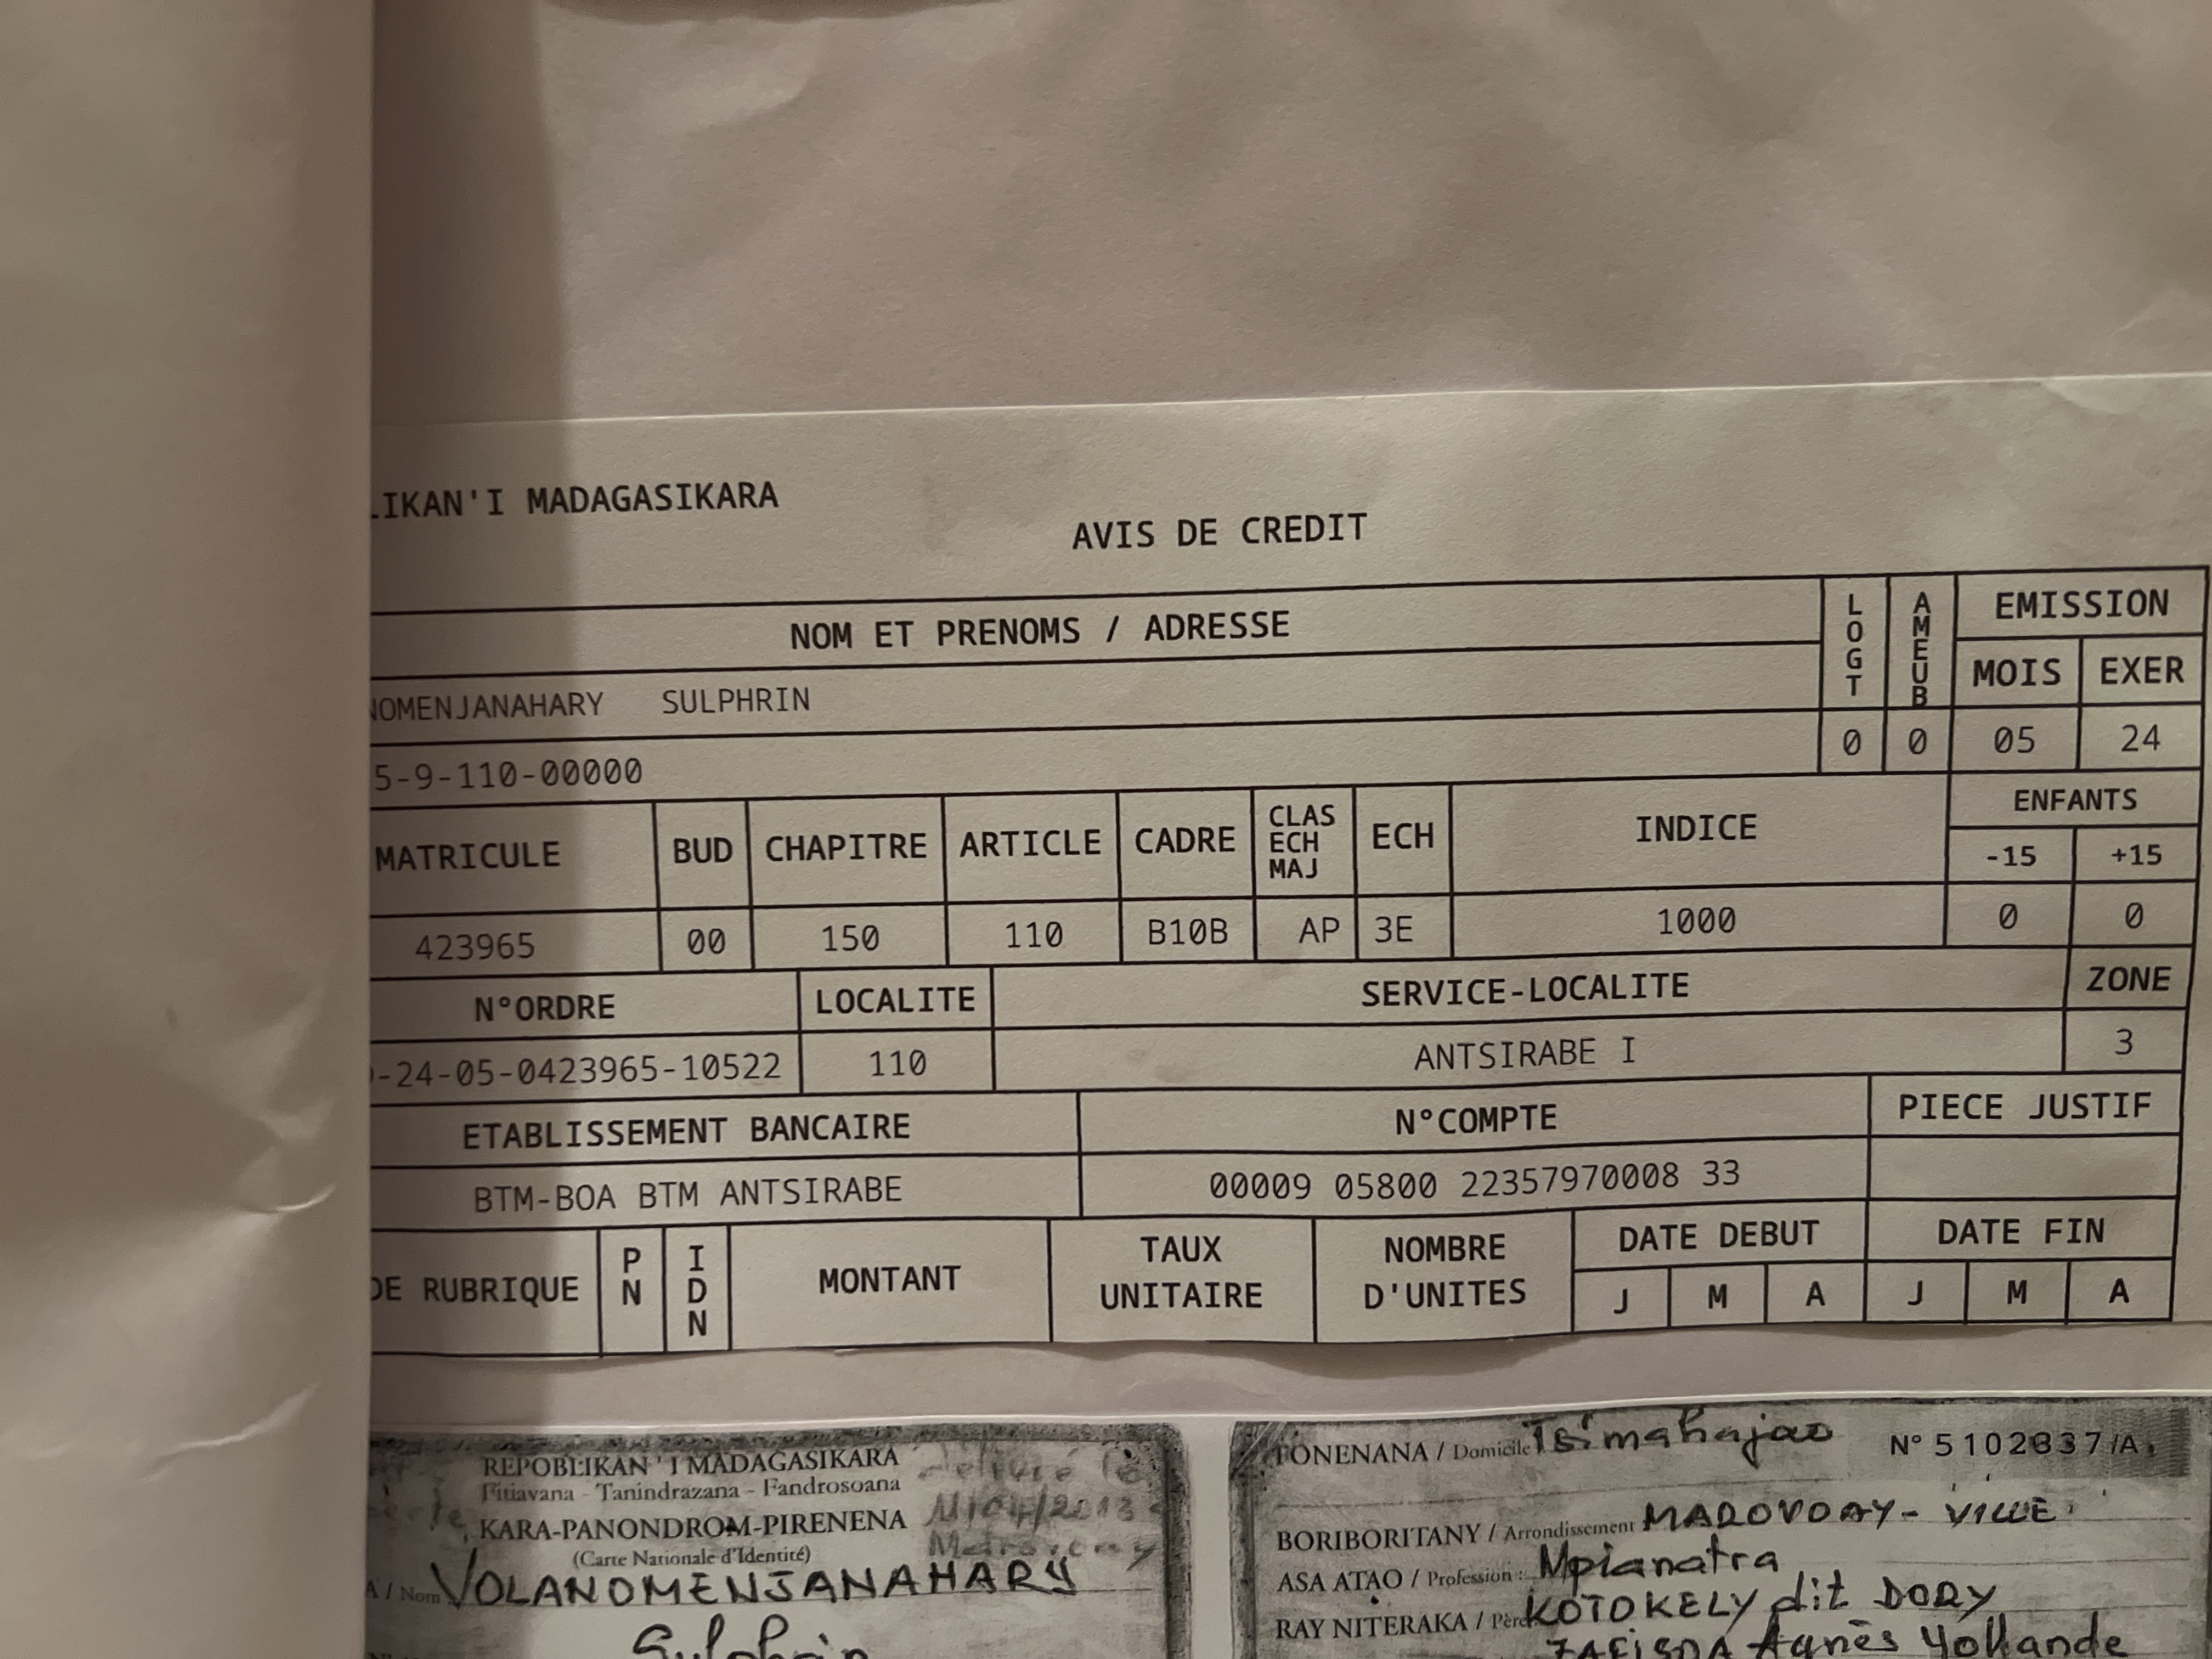 LIKAN'I MADAGASIKARA
AVIS DE CREDIT
NOM ET PRENOMS / ADRESSE
LOGT
AMEUB
EMISSION
MOIS EXER
NOMENJANAHARY SULPHRIN
0 0 05 24
5-9-110-00000
MATRICULE BUD CHAPITRE ARTICLE CADRE CLAS ECH MAJ ECH INDICE ENFANTS
-15 +15
423965 00 150 110 B10B AP 3E 1000 0 0
N°ORDRE LOCALITE SERVICE-LOCALITE ZONE
-24-05-0423965-10522 110 ANTSIRABE I 3
ETABLISSEMENT BANCAIRE N°COMPTE PIECE JUSTIF
BTM-BOA BTM ANTSIRABE 00009 05800 22357970008 33
DE RUBRIQUE PN IDN MONTANT TAUX UNITAIRE NOMBRE D'UNITES DATE DEBUT DATE FIN
J M A J M A
REPOBLIKAN'I MADAGASIKARA
Fitiavana - Tanindrazana - Fandrosoana
KARA-PANONDROM-PIRENENA
(Carte Nationale d'Identité)
A / Nom VOLANOMENJANAHARY
Sulphrin
FONENANA / Domicile Tsimahajao N° 5102837/A
BORIBORITANY / Arrondissement MAROVOAY - VILLE
ASA ATAO / Profession : Mpianatra
RAY NITERAKA / Père KOTOKELY dit DORY
Agnès Yollande